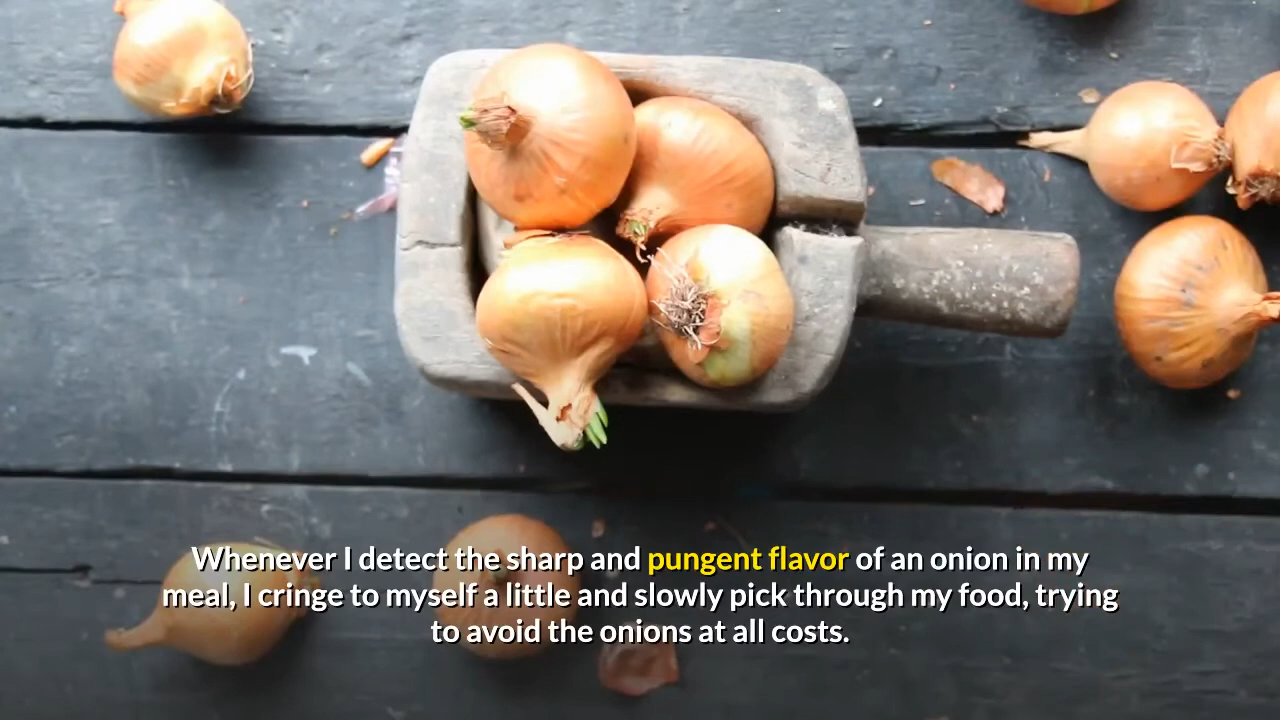 Whenever I detect the sharp and pungent flavor of an onion in my
meal, I cringe to myself a little and slowly pick through my food, trying
to avoid the onions at all costs.